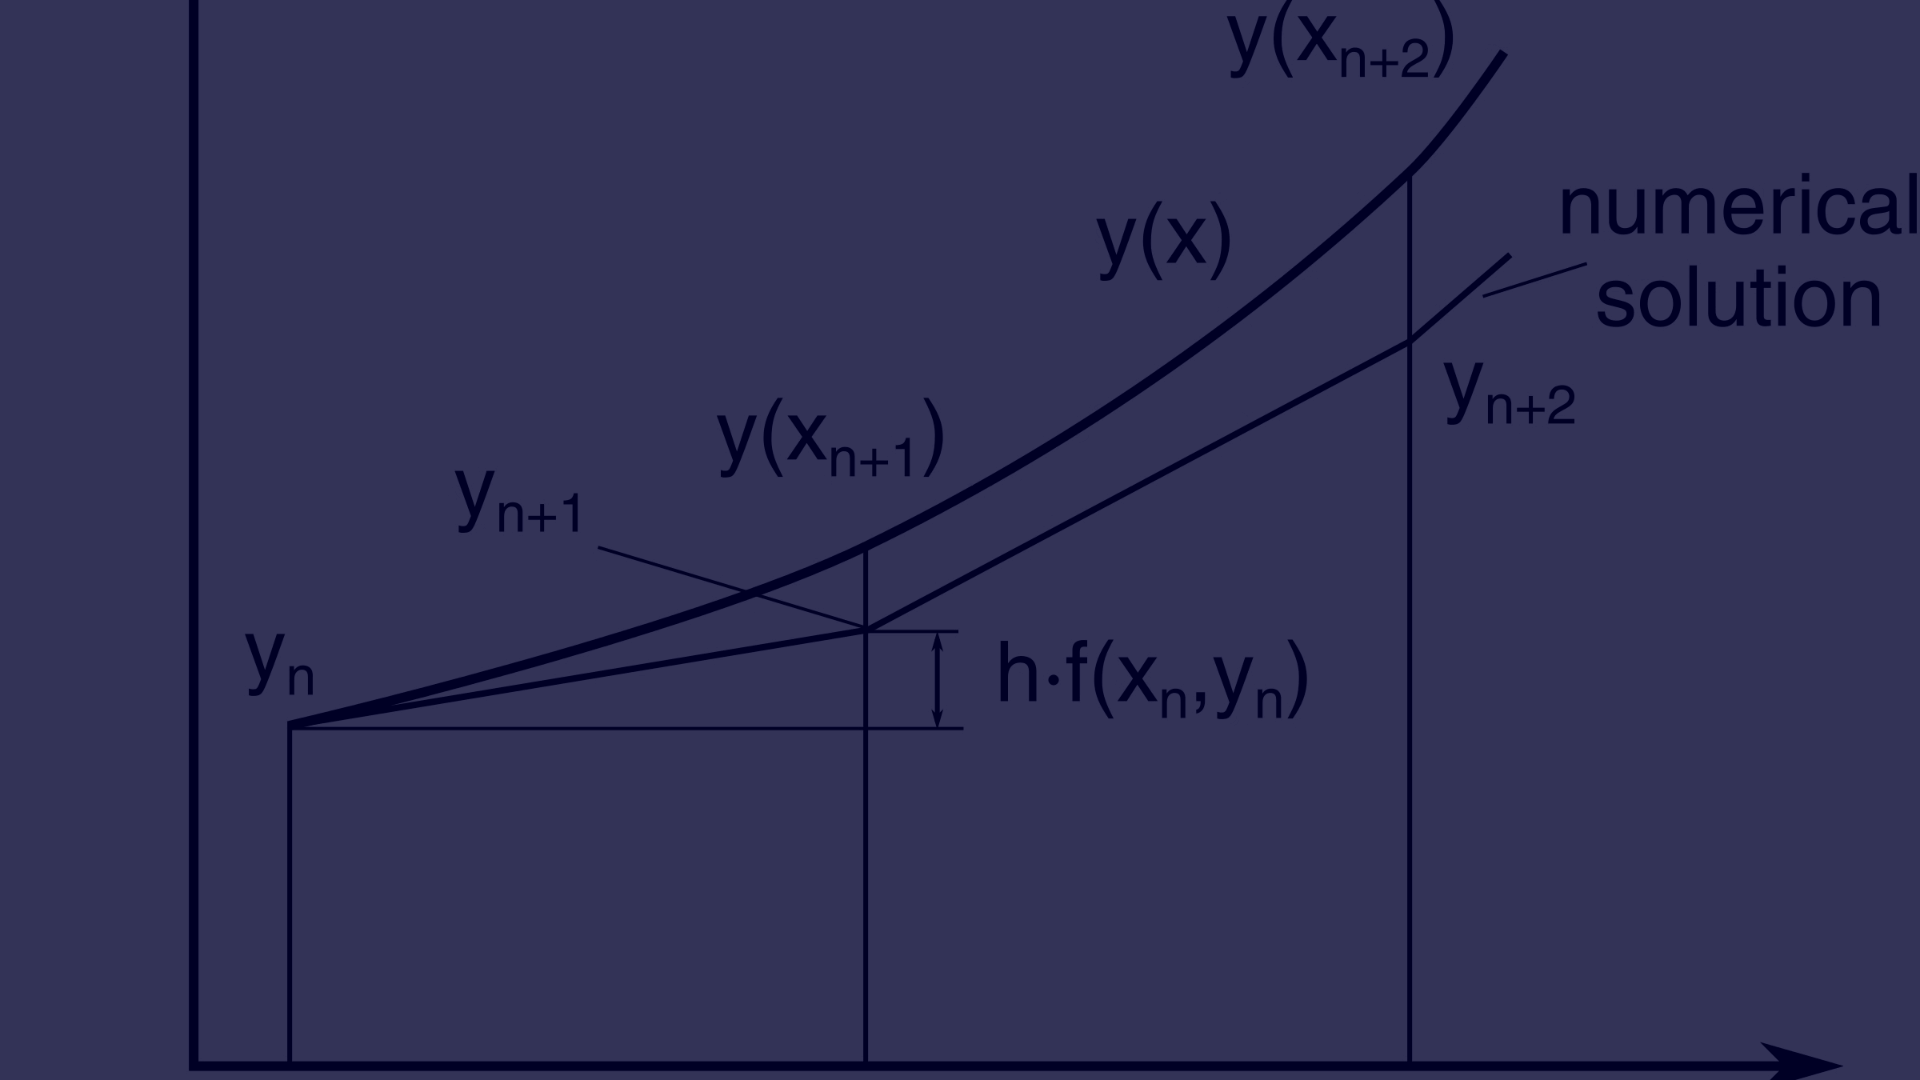 y(xₙ₊₂)
numerical
solution
y(x)
yₙ₊₂
y(xₙ₊₁)
yₙ₊₁
yₙ
h·f(xₙ,yₙ)